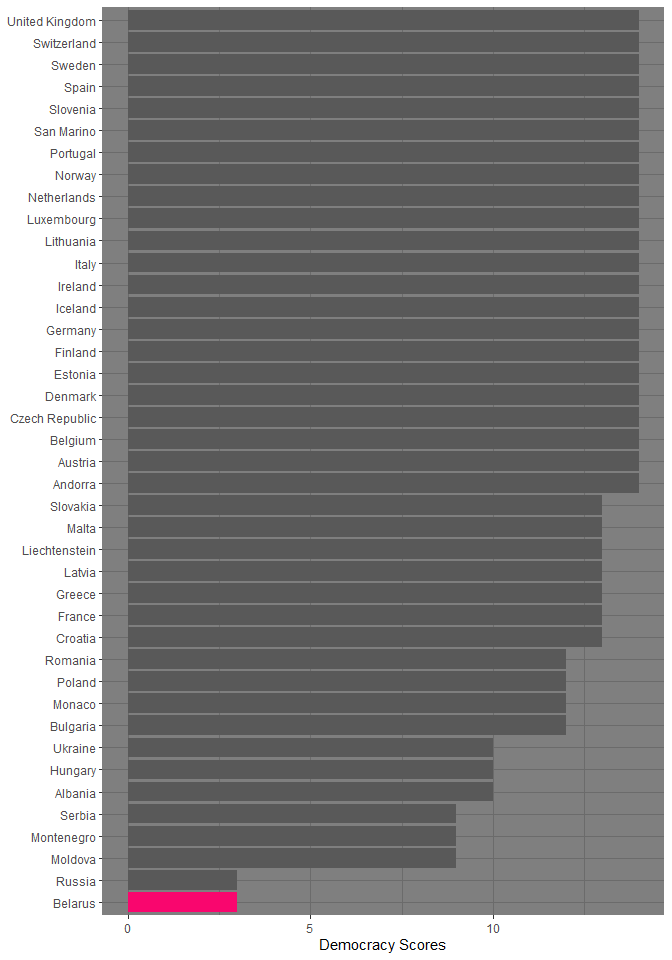 United Kingdom
Switzerland
Sweden
Spain
Slovenia
San Marino
Portugal
Norway
Netherlands
Luxembourg
Lithuania
Italy
Ireland
Iceland
Germany
Finland
Estonia
Denmark
Czech Republic
Belgium
Austria
Andorra
Slovakia
Malta
Liechtenstein
Latvia
Greece
France
Croatia
Romania
Poland
Monaco
Bulgaria
Ukraine
Hungary
Albania
Serbia
Montenegro
Moldova
Russia
Belarus
0 5 10
Democracy Scores